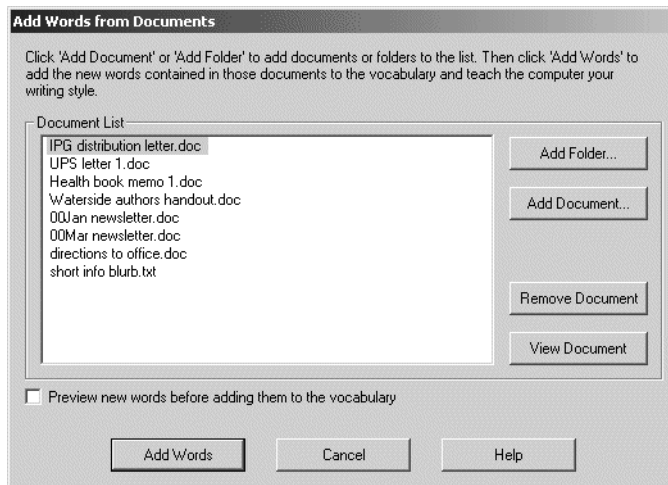 Add Words from Documents
Click 'Add Document' or 'Add Folder' to add documents or folders to the list. Then click 'Add Words' to
add the new words contained in those documents to the vocabulary and teach the computer your
writing style.
Document List
IPG distribution letter.doc
UPS letter 1.doc
Health book memo 1.doc
Waterside authors handout.doc
00Jan newsletter.doc
00Mar newsletter.doc
directions to office.doc
short info blurb.txt
Add Folder...
Add Document...
Remove Document
View Document
Preview new words before adding them to the vocabulary
Add Words
Cancel
Help